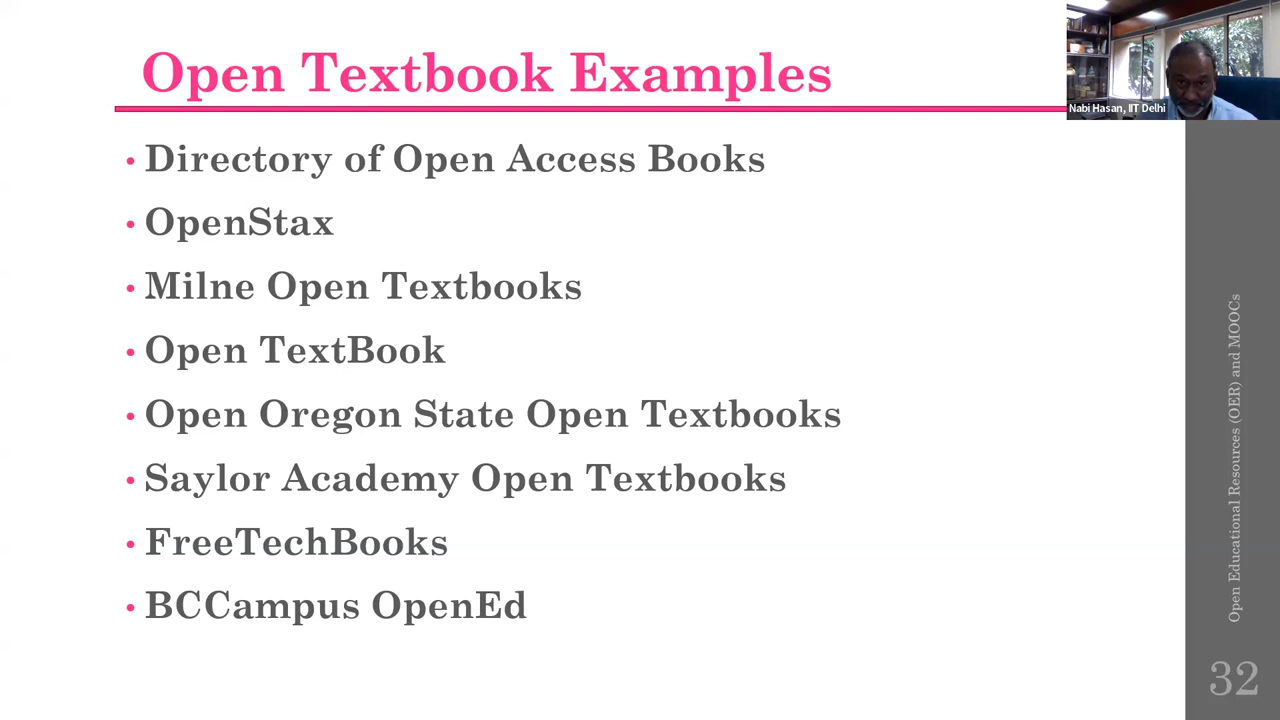 Open Textbook Examples
Nabi Hasan, IIT Delhi
• Directory of Open Access Books
• OpenStax
• Milne Open Textbooks
• Open TextBook
• Open Oregon State Open Textbooks
• Saylor Academy Open Textbooks
• FreeTechBooks
• BCCampus OpenEd
Open Educational Resources (OER) and MOOCs
32